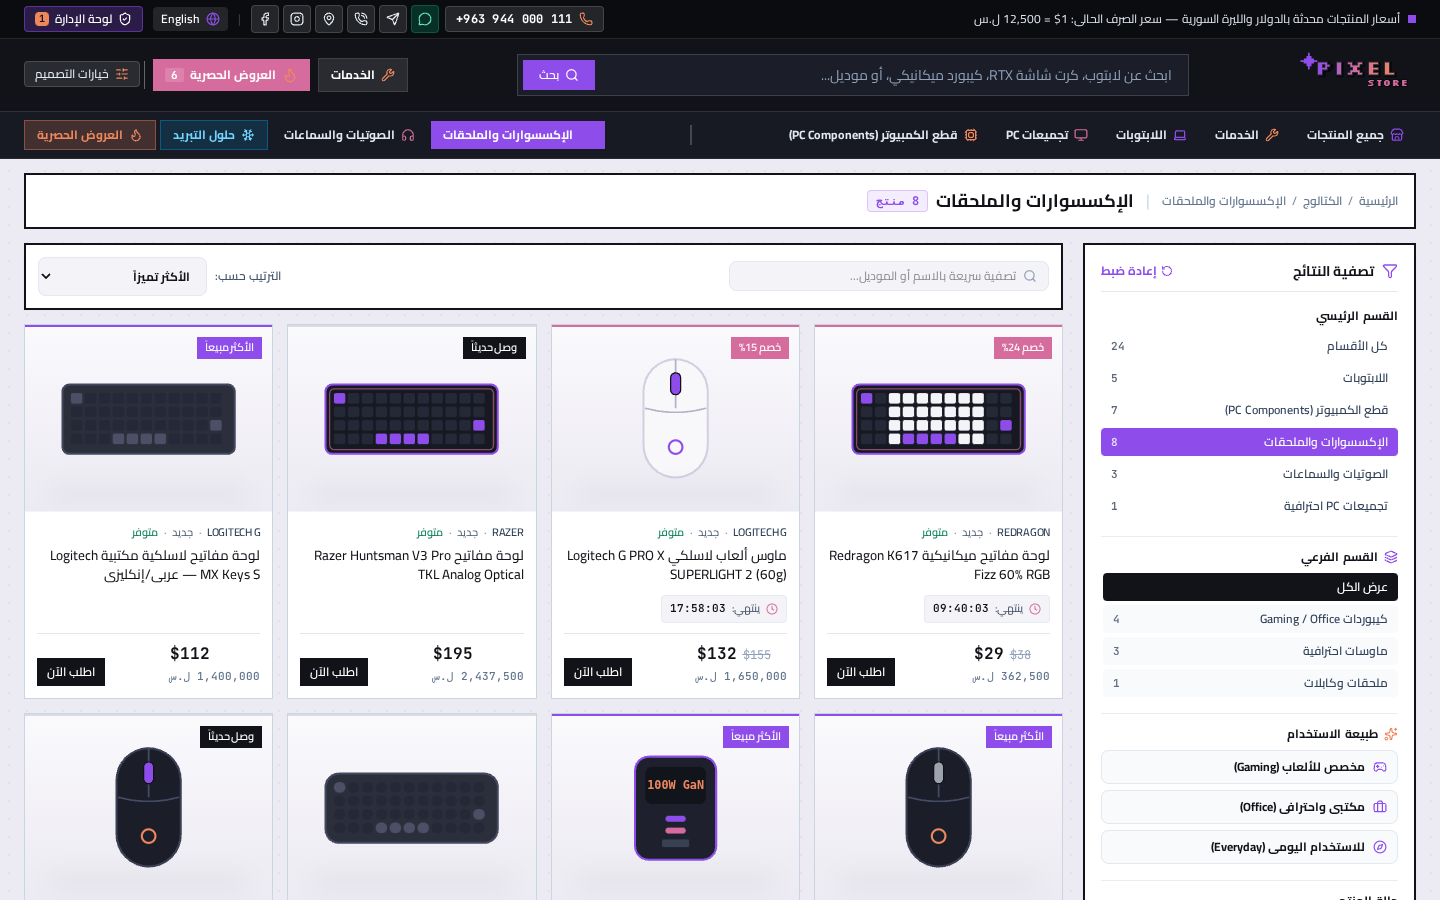 أسعار المنتجات محدثة بالدولار والليرة السورية — سعر الصرف الحالي: 1$ = 12,500 ل.س
+963 944 000 111
English
لوحة الإدارة 1
PIXEL STORE
ابحث عن لابتوب، كرت شاشة RTX، كيبورد ميكانيكي، أو موديل...
بحث
الخدمات
العروض الحصرية 6
خيارات التصميم
جميع المنتجات
الخدمات
اللابتوبات
تجميعات PC
قطع الكمبيوتر (PC Components)
الإكسسوارات والملحقات
الصوتيات والسماعات
حلول التبريد
العروض الحصرية
الرئيسية / الكتالوج / الإكسسوارات والملحقات
الإكسسوارات والملحقات
8 منتج
تصفية النتائج
إعادة ضبط
القسم الرئيسي
كل الأقسام 24
اللابتوبات 5
قطع الكمبيوتر (PC Components) 7
الإكسسوارات والملحقات 8
الصوتيات والسماعات 3
تجميعات PC احترافية 1
القسم الفرعي
عرض الكل
كيبوردات Gaming / Office 4
ماوسات احترافية 3
ملحقات وكابلات 1
طبيعة الاستخدام
مخصص للألعاب (Gaming)
مكتبي واحترافي (Office)
للاستخدام اليومي (Everyday)
تصفية سريعة بالاسم أو الموديل...
الترتيب حسب:
الأكثر تميزاً
خصم 24%
REDRAGON · جديد · متوفر
لوحة مفاتيح ميكانيكية Redragon K617
Fizz 60% RGB
ينتهي: 09:40:03
$29 $38
362,500 ل.س
اطلب الآن
خصم 15%
LOGITECH G · جديد · متوفر
ماوس ألعاب لاسلكي Logitech G PRO X
SUPERLIGHT 2 (60g)
ينتهي: 17:58:03
$132 $155
1,650,000 ل.س
اطلب الآن
وصل حديثاً
RAZER · جديد · متوفر
لوحة مفاتيح Razer Huntsman V3 Pro
TKL Analog Optical
$195
2,437,500 ل.س
اطلب الآن
الأكثر مبيعاً
LOGITECH G · جديد · متوفر
لوحة مفاتيح لاسلكية مكتبية Logitech
MX Keys S — عربي/إنكليزي
$112
1,400,000 ل.س
اطلب الآن
الأكثر مبيعاً
الأكثر مبيعاً
100W GaN
وصل حديثاً